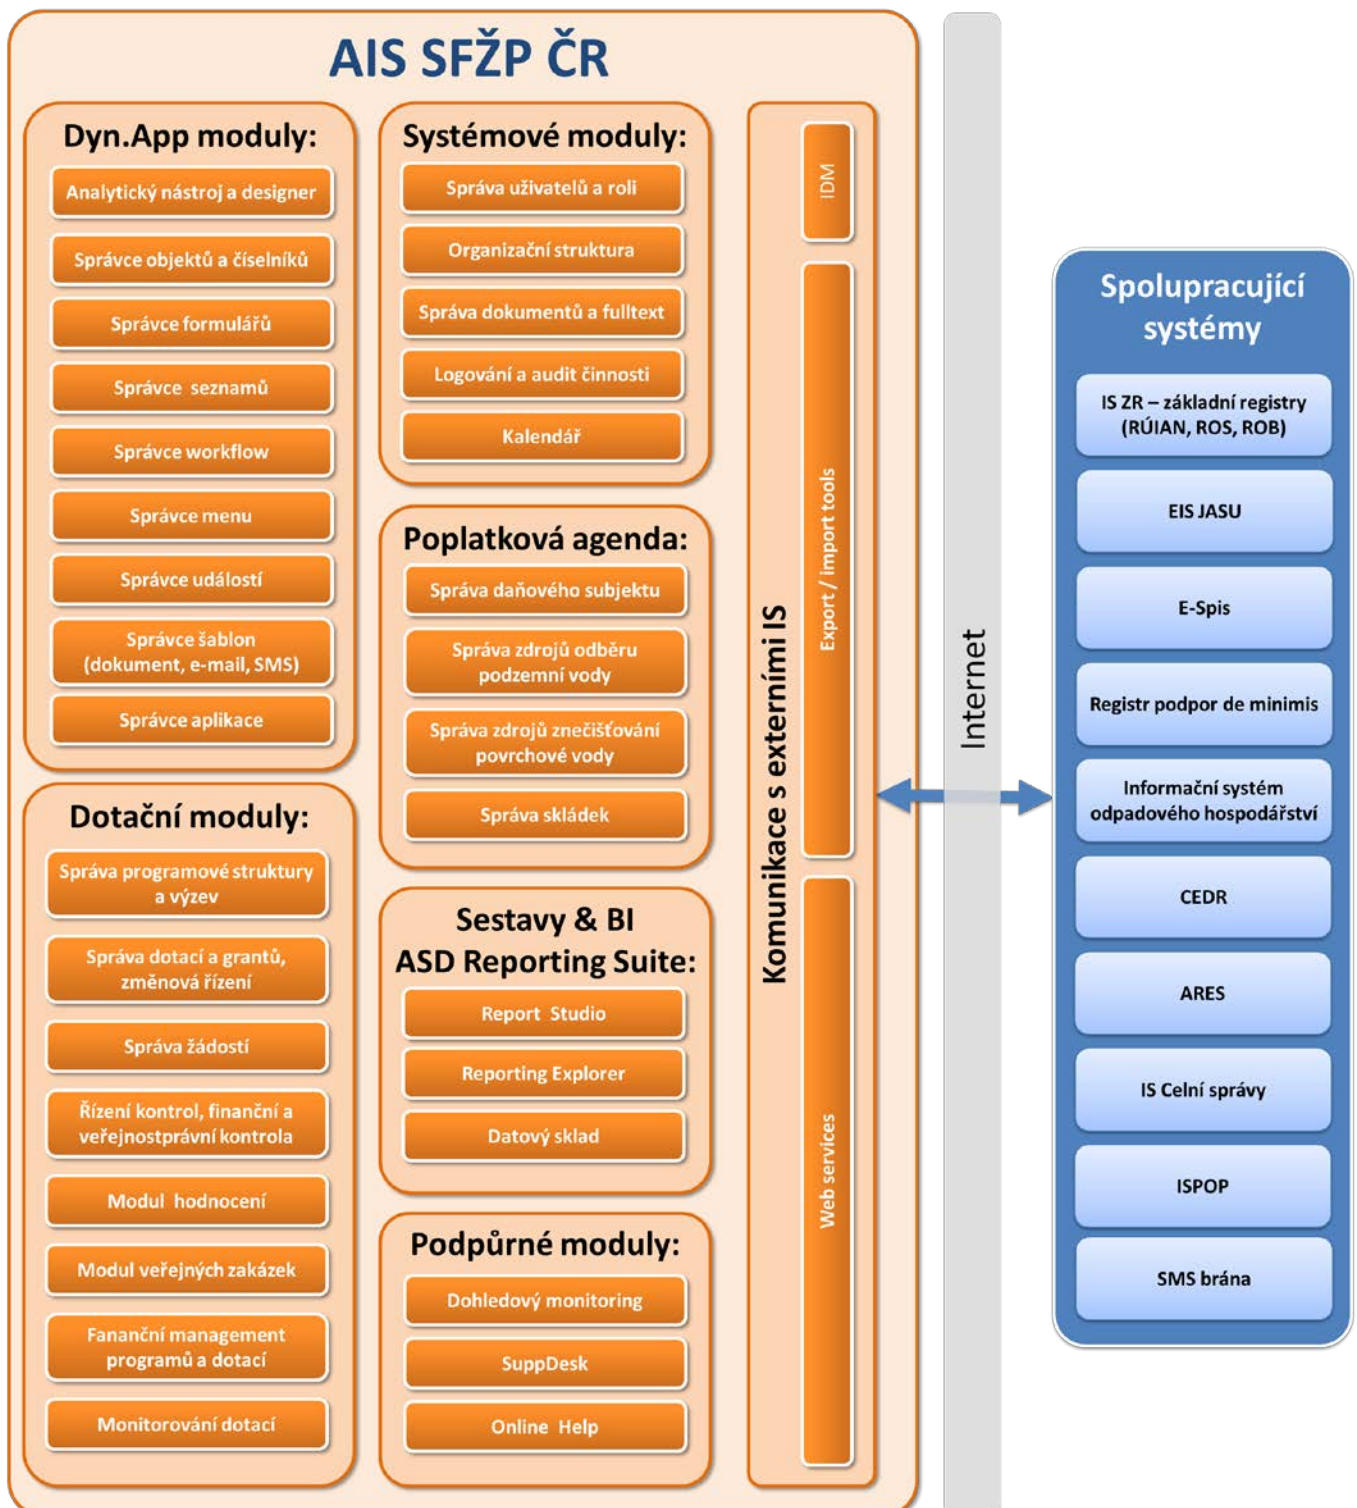 AIS SFŽP ČR
Dyn.App moduly:
Analytický nástroj a designer
Správce objektů a číselníků
Správce formulářů
Správce seznamů
Správce workflow
Správce menu
Správce událostí
Správce šablon
(dokument, e-mail, SMS)
Správce aplikace
Dotační moduly:
Správa programové struktury
a výzev
Správa dotací a grantů,
změnová řízení
Správa žádostí
Řízení kontrol, finanční a
veřejnostprávní kontrola
Modul hodnocení
Modul veřejných zakázek
Fananční management
programů a dotací
Monitorování dotací
Systémové moduly:
Správa uživatelů a roli
Organizační struktura
Správa dokumentů a fulltext
Logování a audit činnosti
Kalendář
Poplatková agenda:
Správa daňového subjektu
Správa zdrojů odběru
podzemní vody
Správa zdrojů znečišťování
povrchové vody
Správa skládek
Sestavy & BI
ASD Reporting Suite:
Report Studio
Reporting Explorer
Datový sklad
Podpůrné moduly:
Dohledový monitoring
SuppDesk
Online Help
Komunikace s externími IS
IDM
Export / import tools
Web services
Internet
Spolupracující
systémy
IS ZR – základní registry
(RÚIAN, ROS, ROB)
EIS JASU
E-Spis
Registr podpor de minimis
Informační systém
odpadového hospodářství
CEDR
ARES
IS Celní správy
ISPOP
SMS brána